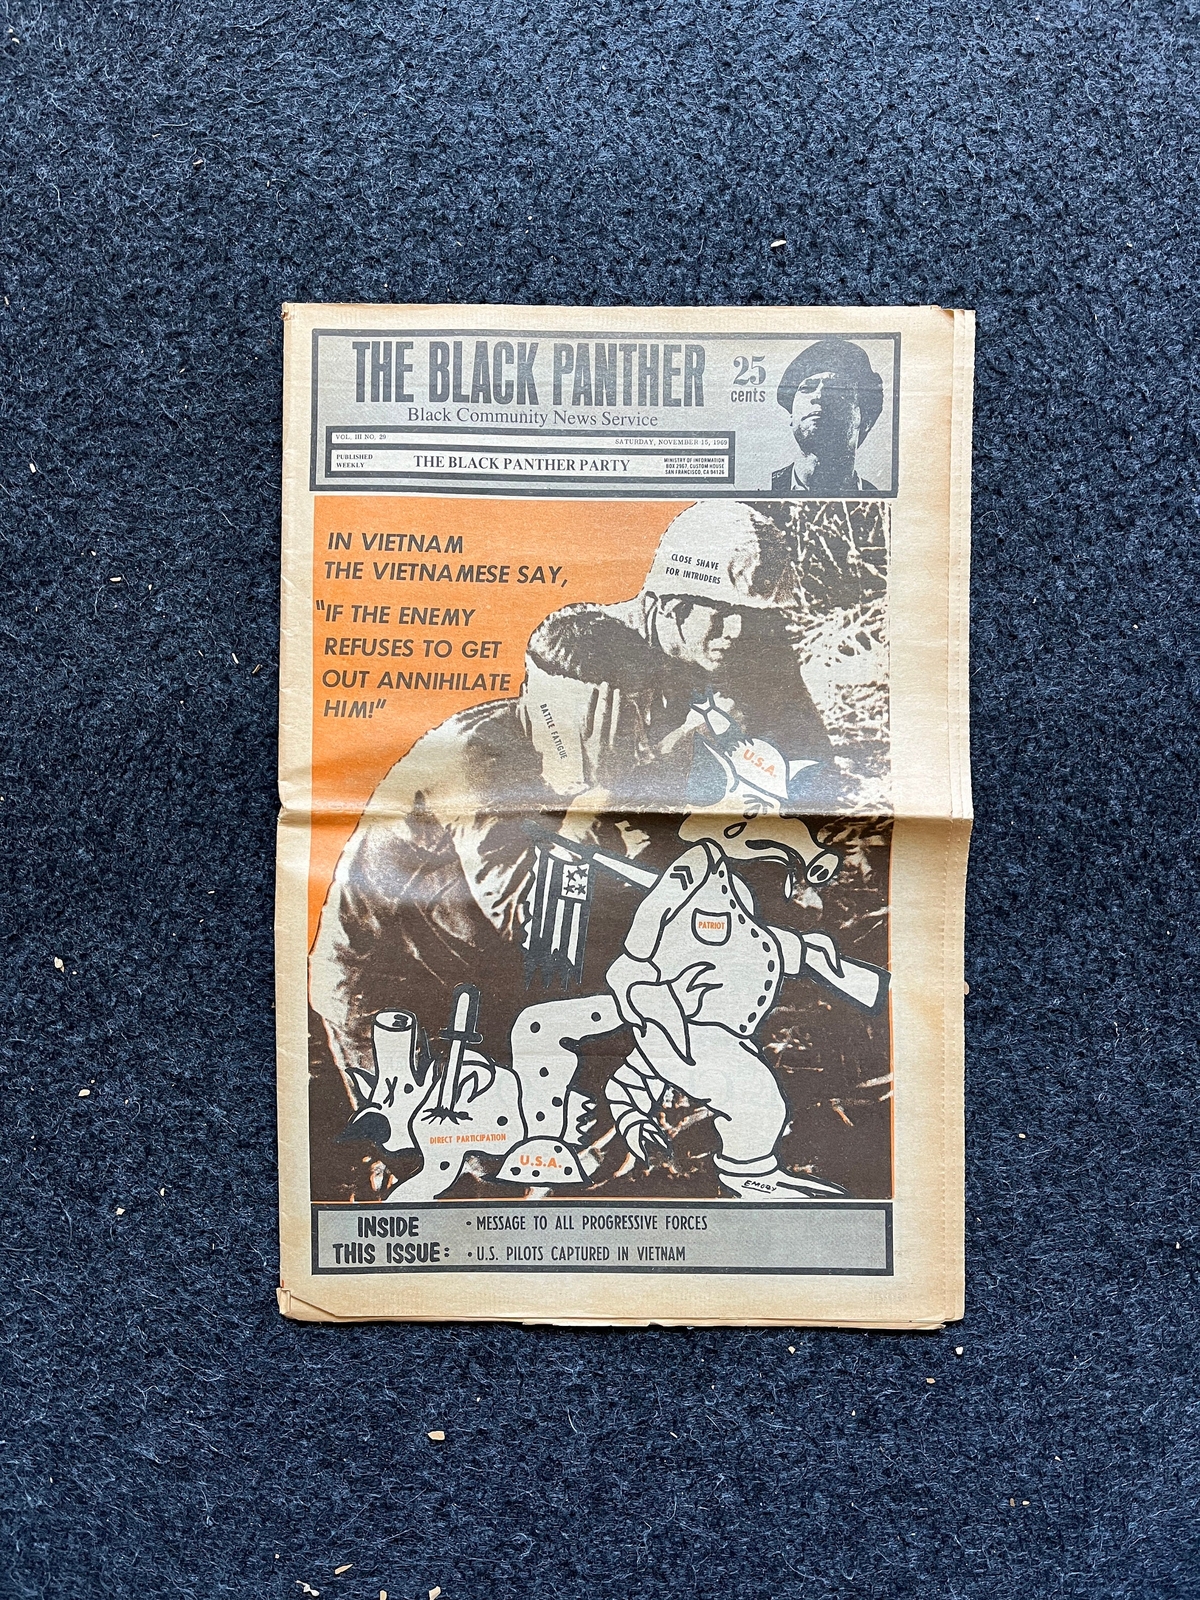 THE BLACK PANTHER
25
cents
Black Community News Service
VOL. III NO. 29
SATURDAY, NOVEMBER 15, 1969
PUBLISHED
WEEKLY
THE BLACK PANTHER PARTY
MINISTRY OF INFORMATION
BOX 2967, CUSTOM HOUSE
SAN FRANCISCO, CA 94126
IN VIETNAM
THE VIETNAMESE SAY,
"IF THE ENEMY
REFUSES TO GET
OUT ANNIHILATE
HIM!"
CLOSE SHAVE
FOR INTRUDERS
BATTLE FATIGUE
U.S.A.
PATRIOT
DIRECT PARTICIPATION
U.S.A.
EMORY
INSIDE
THIS ISSUE:
• MESSAGE TO ALL PROGRESSIVE FORCES
• U.S. PILOTS CAPTURED IN VIETNAM